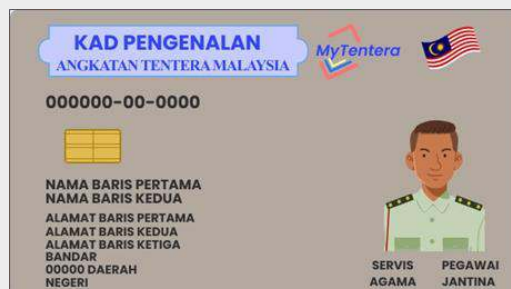 KAD PENGENALAN
ANGKATAN TENTERA MALAYSIA
MyTentera
000000-00-0000
NAMA BARIS PERTAMA
NAMA BARIS KEDUA
ALAMAT BARIS PERTAMA
ALAMAT BARIS KEDUA
ALAMAT BARIS KETIGA
BANDAR
00000 DAERAH
NEGERI
SERVIS PEGAWAI
AGAMA JANTINA